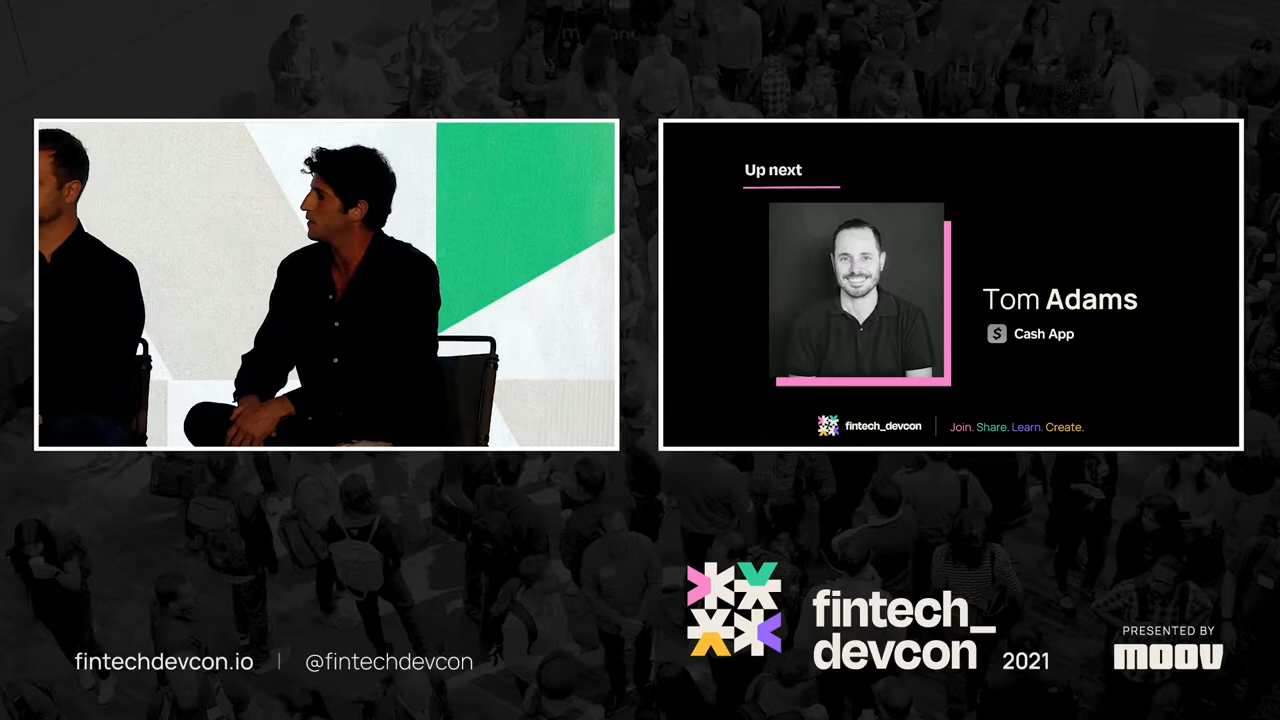 Up next
Tom Adams
$ Cash App
fintech_devcon
Join. Share. Learn. Create.
fintechdevcon.io | @fintechdevcon
fintech_
devcon 2021
PRESENTED BY
moov